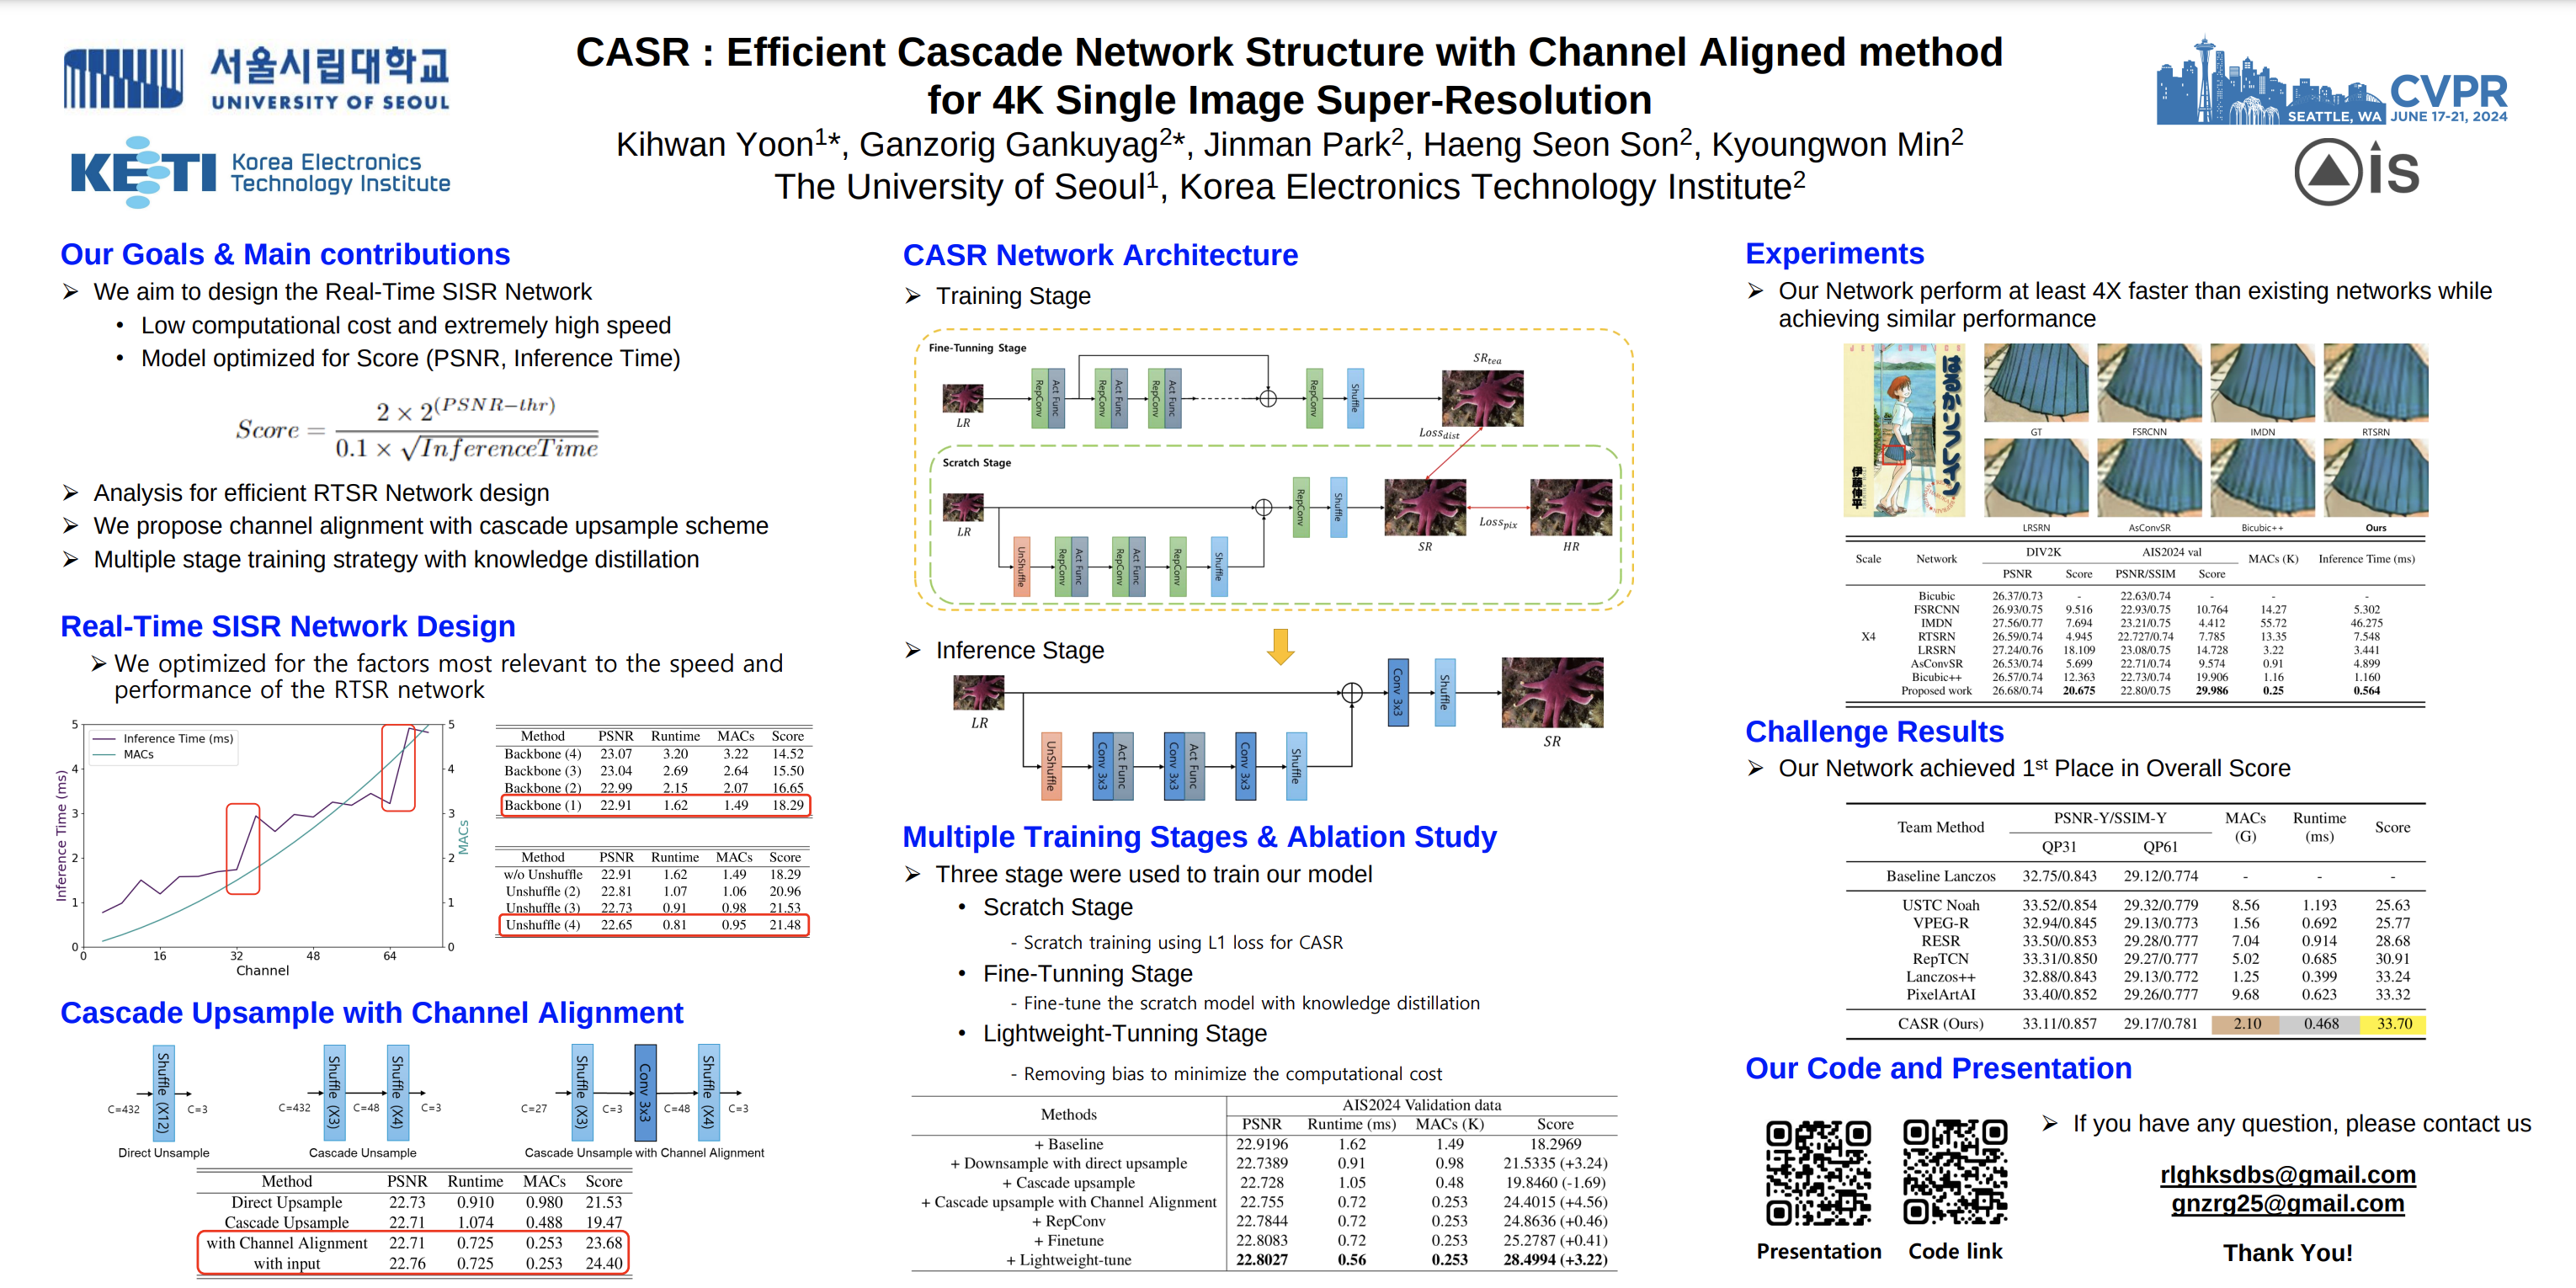 서울시립대학교
UNIVERSITY OF SEOUL
KETI Korea Electronics
Technology Institute
CASR : Efficient Cascade Network Structure with Channel Aligned method
for 4K Single Image Super-Resolution
Kihwan Yoon1*, Ganzorig Gankuyag2*, Jinman Park2, Haeng Seon Son2, Kyoungwon Min2
The University of Seoul1, Korea Electronics Technology Institute2
CVPR
SEATTLE, WA JUNE 17-21, 2024
AIS
Our Goals & Main contributions
➢ We aim to design the Real-Time SISR Network
• Low computational cost and extremely high speed
• Model optimized for Score (PSNR, Inference Time)
Score = 2 × 2^(PSNR−thr) / 0.1 × √InferenceTime
➢ Analysis for efficient RTSR Network design
➢ We propose channel alignment with cascade upsample scheme
➢ Multiple stage training strategy with knowledge distillation
Real-Time SISR Network Design
➢ We optimized for the factors most relevant to the speed and
performance of the RTSR network
Inference Time (ms)
MACs
5 4 3 2 1 0
Inference Time (ms)
5 4 3 2 1 0
MACs
0 16 32 48 64
Channel
Method PSNR Runtime MACs Score
Backbone (4) 23.07 3.20 3.22 14.52
Backbone (3) 23.04 2.69 2.64 15.50
Backbone (2) 22.99 2.15 2.07 16.65
Backbone (1) 22.91 1.62 1.49 18.29
Method PSNR Runtime MACs Score
w/o Unshuffle 22.91 1.62 1.49 18.29
Unshuffle (2) 22.81 1.07 1.06 20.96
Unshuffle (3) 22.73 0.91 0.98 21.53
Unshuffle (4) 22.65 0.81 0.95 21.48
Cascade Upsample with Channel Alignment
C=432 Shuffle (X12) C=3
Direct Unsample
C=432 Shuffle (X3) C=48 Shuffle (X4) C=3
Cascade Unsample
C=27 Shuffle (X3) C=3 Conv 3x3 C=48 Shuffle (X4) C=3
Cascade Unsample with Channel Alignment
Method PSNR Runtime MACs Score
Direct Upsample 22.73 0.910 0.980 21.53
Cascade Upsample 22.71 1.074 0.488 19.47
with Channel Alignment 22.71 0.725 0.253 23.68
with input 22.76 0.725 0.253 24.40
CASR Network Architecture
➢ Training Stage
Fine-Tunning Stage
LR RepConv Act Func RepConv Act Func RepConv Act Func RepConv Shuffle SRtea
Lossdist
Scratch Stage
LR UnShuffle RepConv Act Func RepConv Act Func RepConv Shuffle RepConv Shuffle SR Losspix HR
➢ Inference Stage
LR UnShuffle Conv 3x3 Act Func Conv 3x3 Act Func Conv 3x3 Shuffle Conv 3x3 Shuffle SR
Multiple Training Stages & Ablation Study
➢ Three stage were used to train our model
• Scratch Stage
- Scratch training using L1 loss for CASR
• Fine-Tunning Stage
- Fine-tune the scratch model with knowledge distillation
• Lightweight-Tunning Stage
- Removing bias to minimize the computational cost
Methods AIS2024 Validation data
PSNR Runtime (ms) MACs (K) Score
+ Baseline 22.9196 1.62 1.49 18.2969
+ Downsample with direct upsample 22.7389 0.91 0.98 21.5335 (+3.24)
+ Cascade upsample 22.728 1.05 0.48 19.8460 (-1.69)
+ Cascade upsample with Channel Alignment 22.755 0.72 0.253 24.4015 (+4.56)
+ RepConv 22.7844 0.72 0.253 24.8636 (+0.46)
+ Finetune 22.8083 0.72 0.253 25.2787 (+0.41)
+ Lightweight-tune 22.8027 0.56 0.253 28.4994 (+3.22)
Experiments
➢ Our Network perform at least 4X faster than existing networks while
achieving similar performance
はるかリフレイン
伊藤伸平
GT FSRCNN IMDN RTSRN
LRSRN AsConvSR Bicubic++ Ours
Scale Network DIV2K AIS2024 val MACs (K) Inference Time (ms)
PSNR Score PSNR/SSIM Score
X4
Bicubic 26.37/0.73 - 22.63/0.74 - - -
FSRCNN 26.93/0.75 9.516 22.93/0.75 10.764 14.27 5.302
IMDN 27.56/0.77 7.694 23.21/0.75 4.412 55.72 46.275
RTSRN 26.59/0.74 4.945 22.727/0.74 7.785 13.35 7.548
LRSRN 27.24/0.76 18.109 23.08/0.75 14.728 3.22 3.441
AsConvSR 26.53/0.74 5.699 22.71/0.74 9.574 0.91 4.899
Bicubic++ 26.57/0.74 12.363 22.73/0.74 19.906 1.16 1.160
Proposed work 26.68/0.74 20.675 22.80/0.75 29.986 0.25 0.564
Challenge Results
➢ Our Network achieved 1st Place in Overall Score
Team Method PSNR-Y/SSIM-Y MACs (G) Runtime (ms) Score
QP31 QP61
Baseline Lanczos 32.75/0.843 29.12/0.774 - - -
USTC Noah 33.52/0.854 29.32/0.779 8.56 1.193 25.63
VPEG-R 32.94/0.845 29.13/0.773 1.56 0.692 25.77
RESR 33.50/0.853 29.28/0.777 7.04 0.914 28.68
RepTCN 33.31/0.850 29.27/0.777 5.02 0.685 30.91
Lanczos++ 32.88/0.843 29.13/0.772 1.25 0.399 33.24
PixelArtAI 33.40/0.852 29.26/0.777 9.68 0.623 33.32
CASR (Ours) 33.11/0.857 29.17/0.781 2.10 0.468 33.70
Our Code and Presentation
Presentation Code link
➢ If you have any question, please contact us
rlghksdbs@gmail.com
gnzrg25@gmail.com
Thank You!